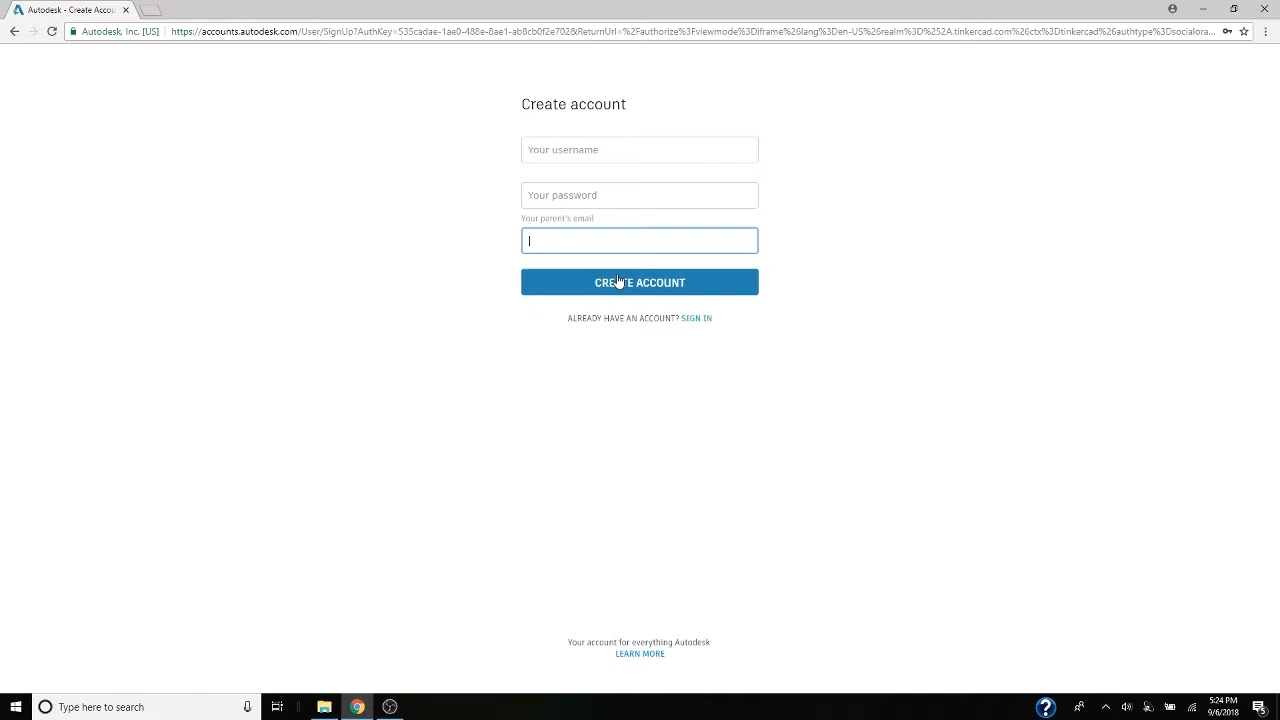 Autodesk - Create Accou
Autodesk, Inc. [US]
https://accounts.autodesk.com/User/SignUp?AuthKey=535cadae-1ae0-488e-8ae1-ab8cb0f2e702&ReturnUrl=%2Fauthorize%3Fviewmode%3Diframe%26lang%3Den-US%26realm%3D%252A.tinkercad.com%26ctx%3Dtinkercad%26authtype%3Dsocialora...
Create account
Your username
Your password
Your parent's email
CREATE ACCOUNT
ALREADY HAVE AN ACCOUNT? SIGN IN
Your account for everything Autodesk
LEARN MORE
Type here to search
5:24 PM
9/6/2018